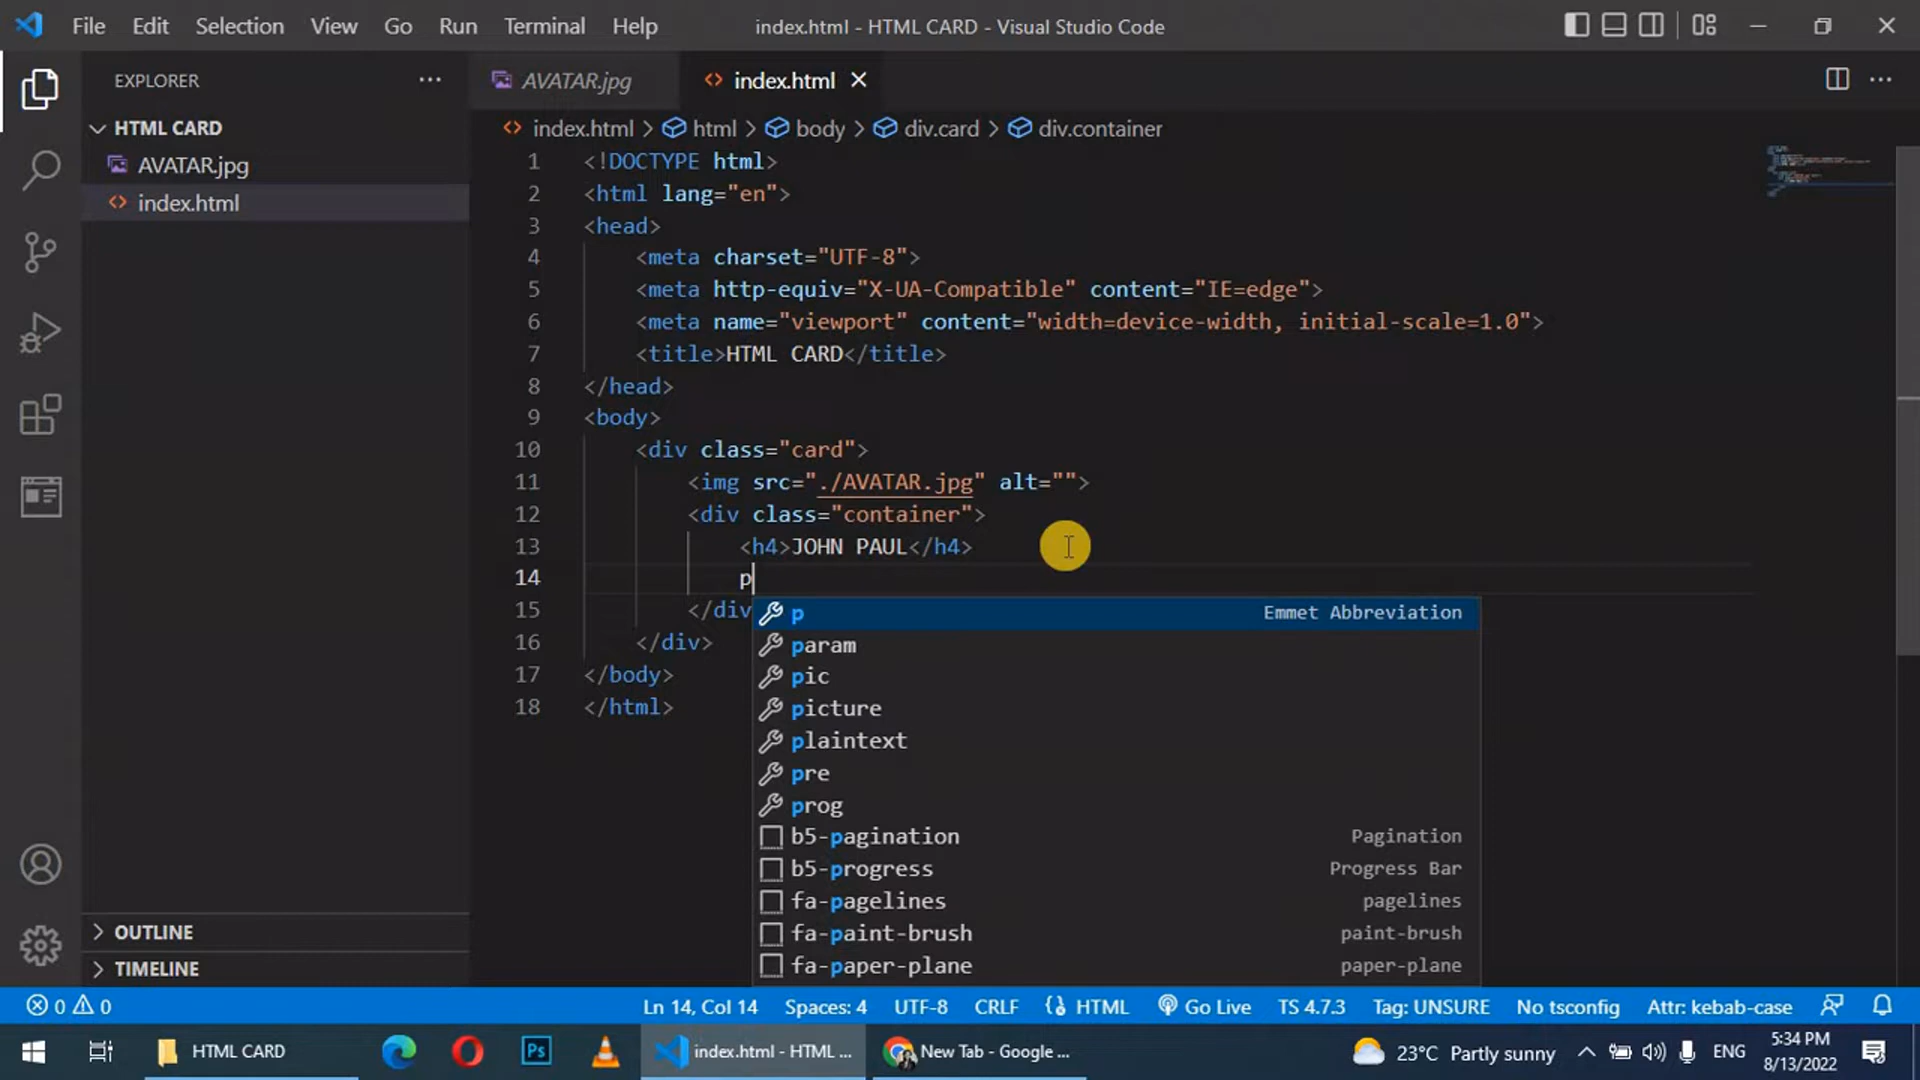 File Edit Selection View Go Run Terminal Help
index.html - HTML CARD - Visual Studio Code
EXPLORER
HTML CARD
AVATAR.jpg
index.html
OUTLINE
TIMELINE
AVATAR.jpg
index.html
index.html > html > body > div.card > div.container
1 <!DOCTYPE html>
2 <html lang="en">
3 <head>
4 <meta charset="UTF-8">
5 <meta http-equiv="X-UA-Compatible" content="IE=edge">
6 <meta name="viewport" content="width=device-width, initial-scale=1.0">
7 <title>HTML CARD</title>
8 </head>
9 <body>
10 <div class="card">
11 <img src="./AVATAR.jpg" alt="">
12 <div class="container">
13 <h4>JOHN PAUL</h4>
14 p
15 </div
16 </div>
17 </body>
18 </html>
p Emmet Abbreviation
param
pic
picture
plaintext
pre
prog
b5-pagination Pagination
b5-progress Progress Bar
fa-pagelines pagelines
fa-paint-brush paint-brush
fa-paper-plane paper-plane
0 0 Ln 14, Col 14 Spaces: 4 UTF-8 CRLF HTML Go Live TS 4.7.3 Tag: UNSURE No tsconfig Attr: kebab-case
HTML CARD Ps index.html - HTML ... New Tab - Google ... 23°C Partly sunny ENG 5:34 PM
8/13/2022